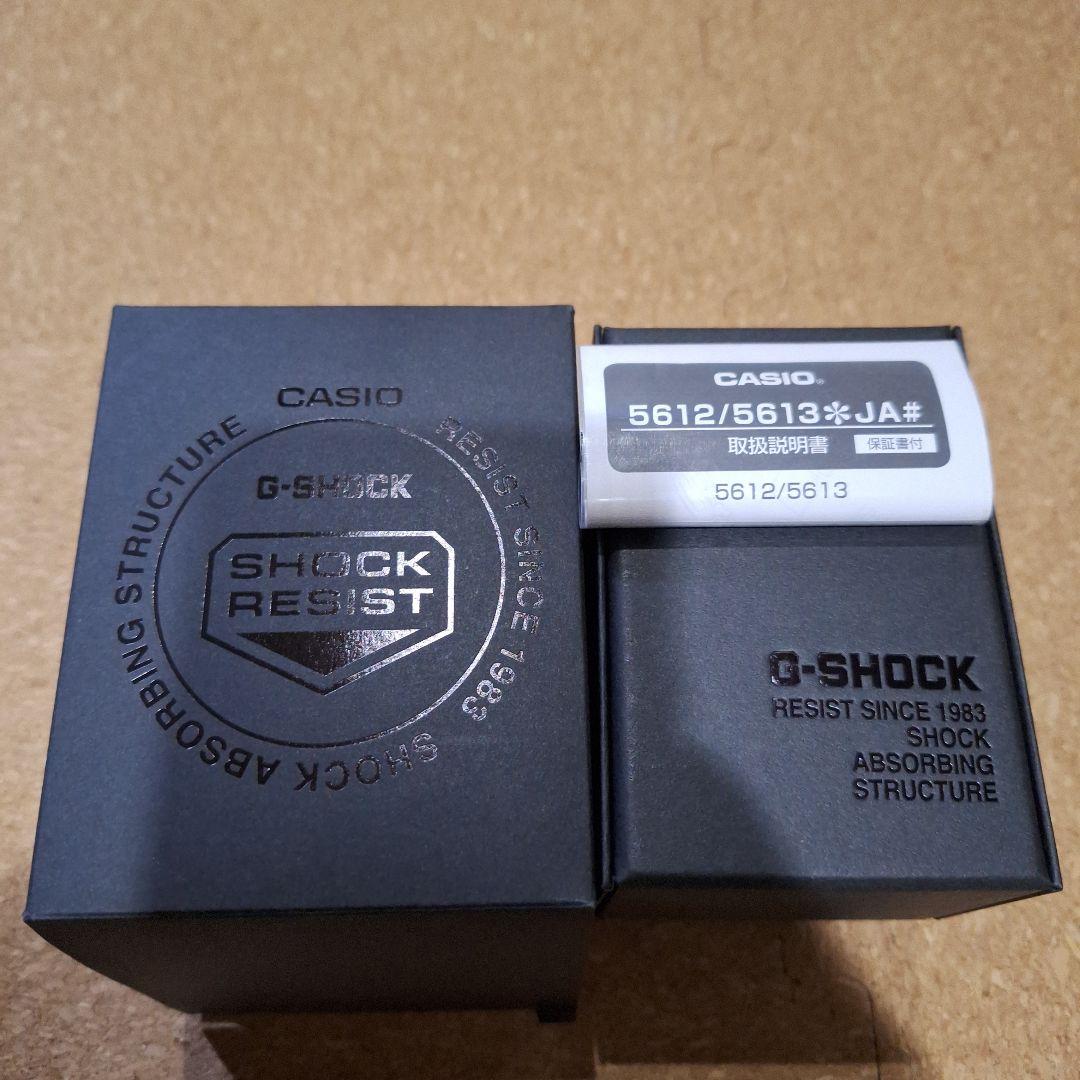 CASIO
RESIST SINCE 1983
SHOCK ABSORBING STRUCTURE
G-SHOCK
SHOCK
RESIST
CASIO®
5612/5613✻JA#
取扱説明書 保証書付
5612/5613
G-SHOCK
RESIST SINCE 1983
SHOCK
ABSORBING
STRUCTURE